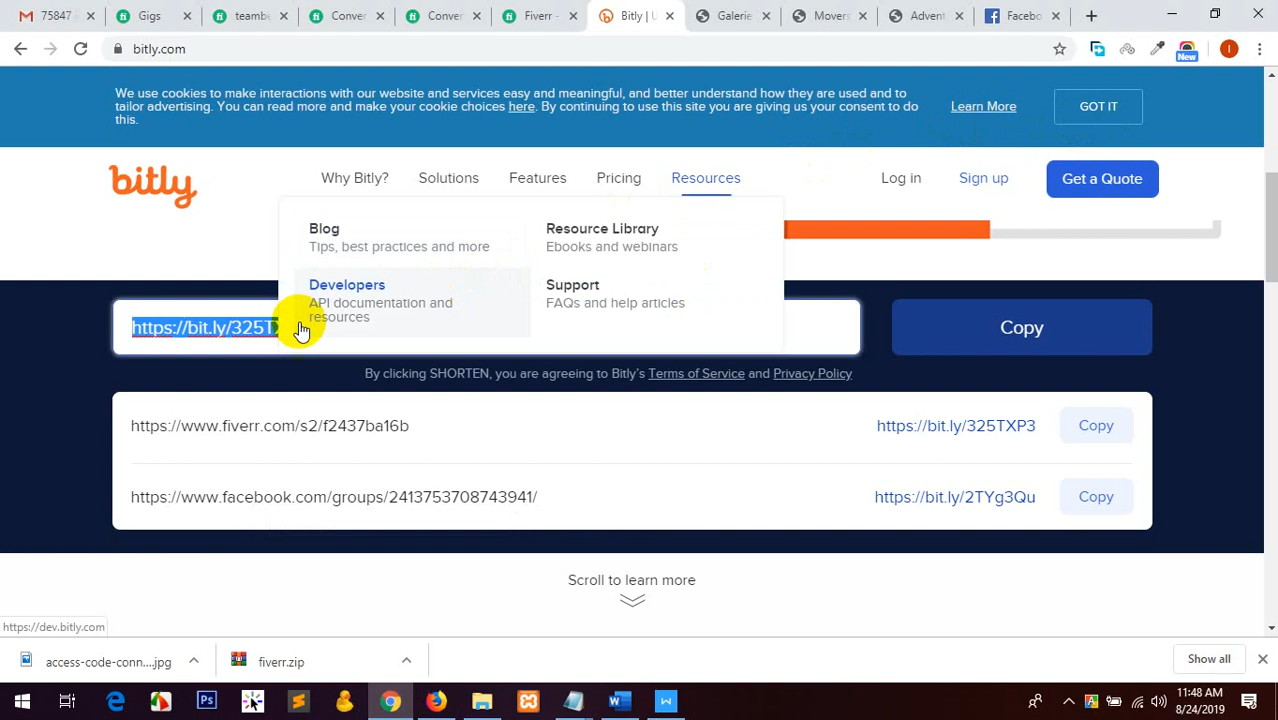 75847
Gigs
teambe
Conver
Conver
Fiverr -
Bitly | U
Galerie
Movers
Advent
Facebo
bitly.com
I
New
We use cookies to make interactions with our website and services easy and meaningful, and better understand how they are used and to
tailor advertising. You can read more and make your cookie choices here. By continuing to use this site you are giving us your consent to do
this.
Learn More
GOT IT
bitly
Why Bitly?
Solutions
Features
Pricing
Resources
Log in
Sign up
Get a Quote
Blog
Tips, best practices and more
Resource Library
Ebooks and webinars
Developers
API documentation and
resources
Support
FAQs and help articles
https://bit.ly/325T
Copy
By clicking SHORTEN, you are agreeing to Bitly's Terms of Service and Privacy Policy
https://www.fiverr.com/s2/f2437ba16b
https://bit.ly/325TXP3
Copy
https://www.facebook.com/groups/2413753708743941/
https://bit.ly/2TYg3Qu
Copy
Scroll to learn more
https://dev.bitly.com
access-code-conn....jpg
fiverr.zip
Show all
11:48 AM
8/24/2019